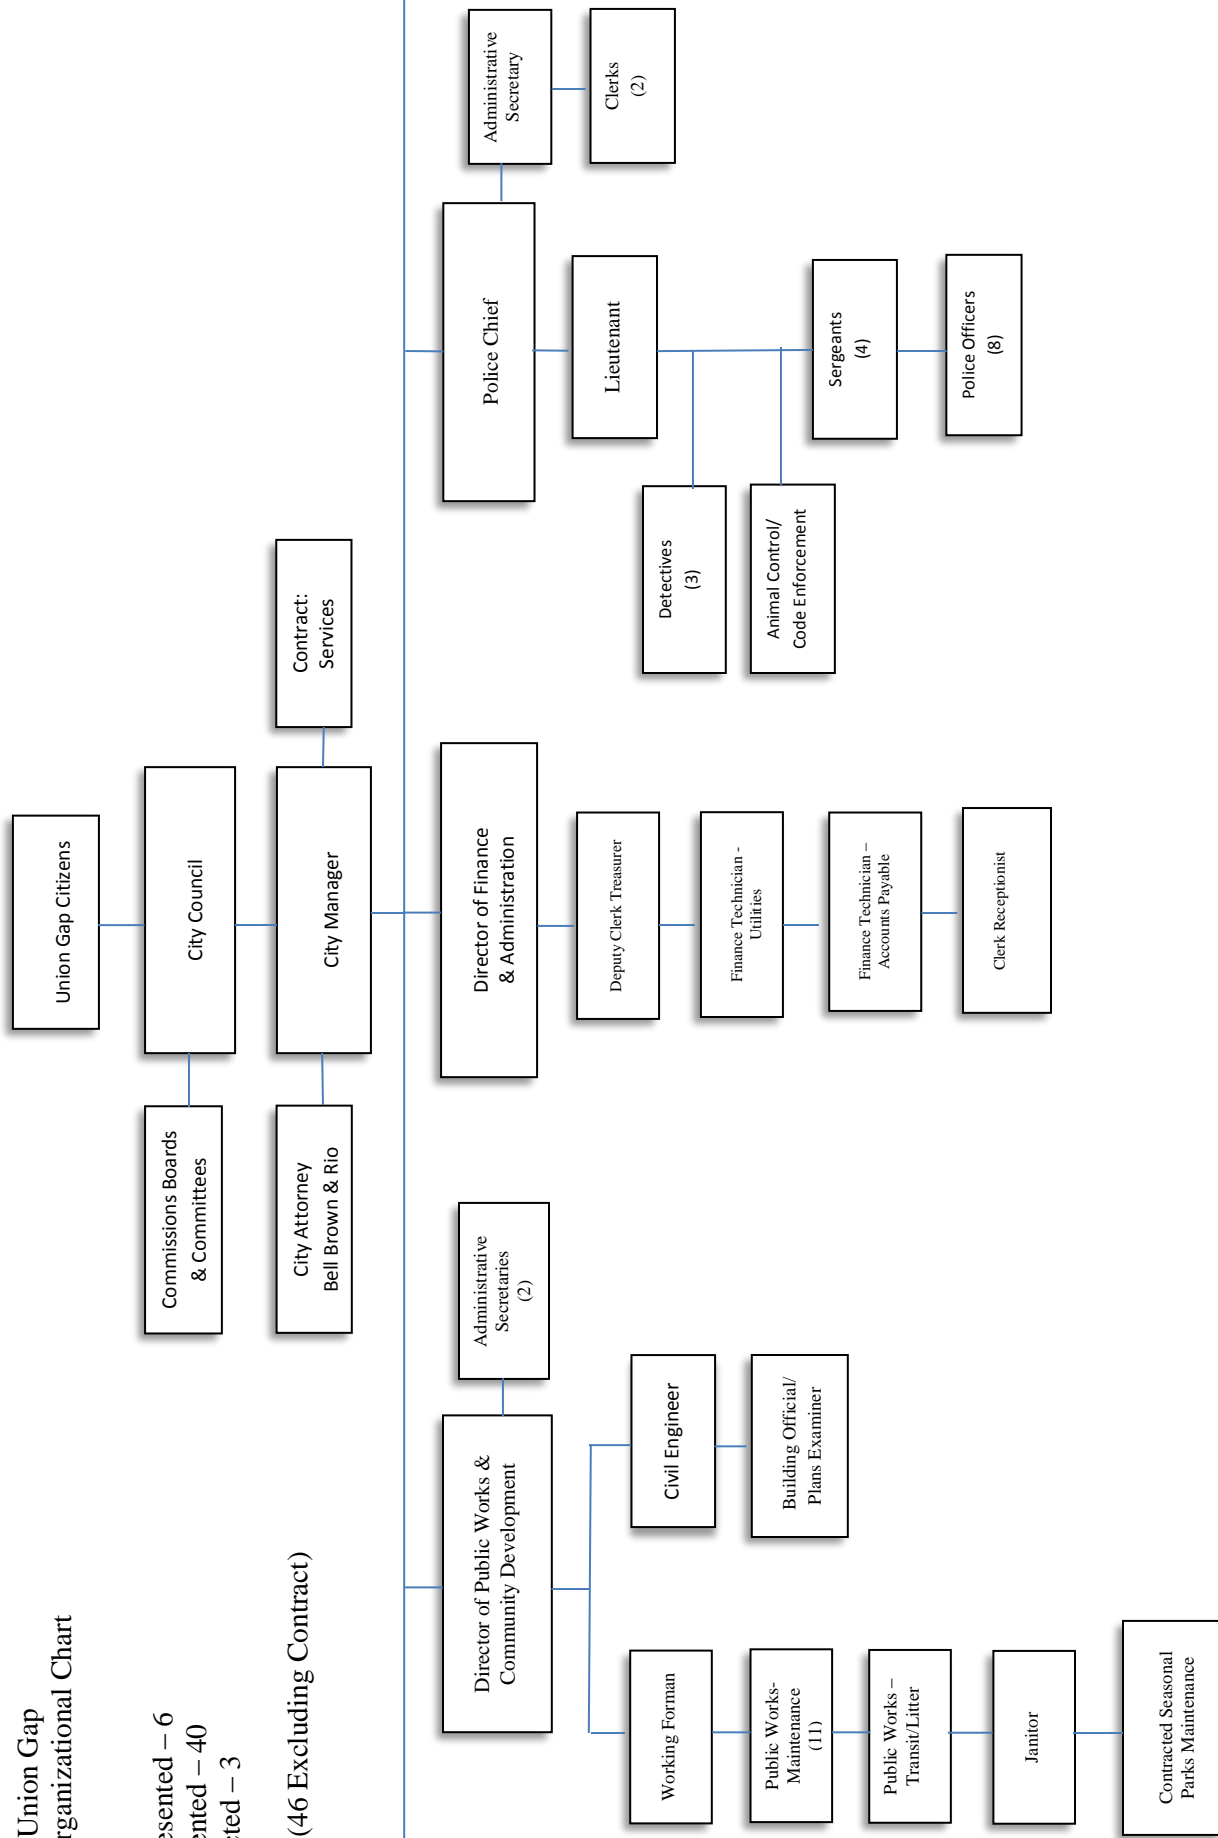 Union Gap
rganizational Chart
esented – 6
ented – 40
cted – 3
(46 Excluding Contract)
Union Gap Citizens
Commissions Boards
& Committees
City Council
City Attorney
Bell Brown & Rio
City Manager
Contract:
Services
Director of Public Works &
Community Development
Administrative
Secretaries
(2)
Working Forman
Public Works-
Maintenance
(11)
Public Works –
Transit/Litter
Janitor
Contracted Seasonal
Parks Maintenance
Civil Engineer
Building Official/
Plans Examiner
Director of Finance
& Administration
Deputy Clerk Treasurer
Finance Technician -
Utilities
Finance Technician –
Accounts Payable
Clerk Receptionist
Police Chief
Administrative
Secretary
Clerks
(2)
Lieutenant
Detectives
(3)
Animal Control/
Code Enforcement
Sergeants
(4)
Police Officers
(8)